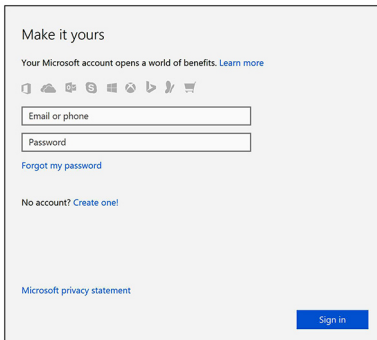 Make it yours
Your Microsoft account opens a world of benefits. Learn more
Email or phone
Password
Forgot my password
No account? Create one!
Microsoft privacy statement
Sign in